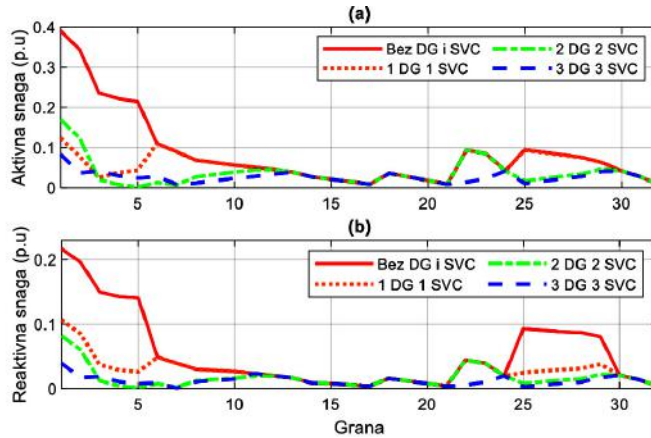 (a)
Aktivna snaga (p.u)
0.4
0.3
0.2
0.1
0
Bez DG i SVC
1 DG 1 SVC
2 DG 2 SVC
3 DG 3 SVC
5 10 15 20 25 30
(b)
Reaktivna snaga (p.u)
0.2
0.1
0
Bez DG i SVC
1 DG 1 SVC
2 DG 2 SVC
3 DG 3 SVC
5 10 15 20 25 30
Grana